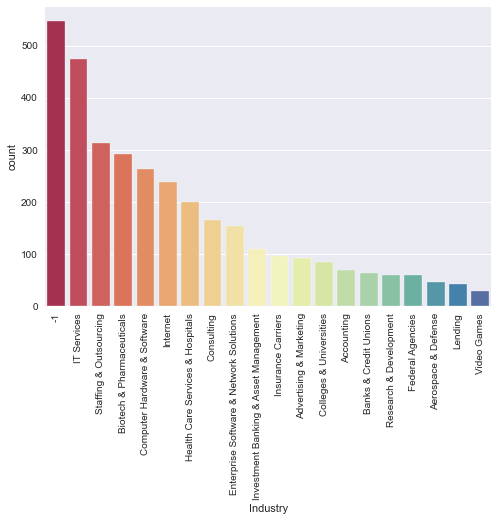 500
400
300
200
100
0
count
-1
IT Services
Staffing & Outsourcing
Biotech & Pharmaceuticals
Computer Hardware & Software
Internet
Health Care Services & Hospitals
Consulting
Enterprise Software & Network Solutions
Investment Banking & Asset Management
Insurance Carriers
Advertising & Marketing
Colleges & Universities
Accounting
Banks & Credit Unions
Research & Development
Federal Agencies
Aerospace & Defense
Lending
Video Games
Industry